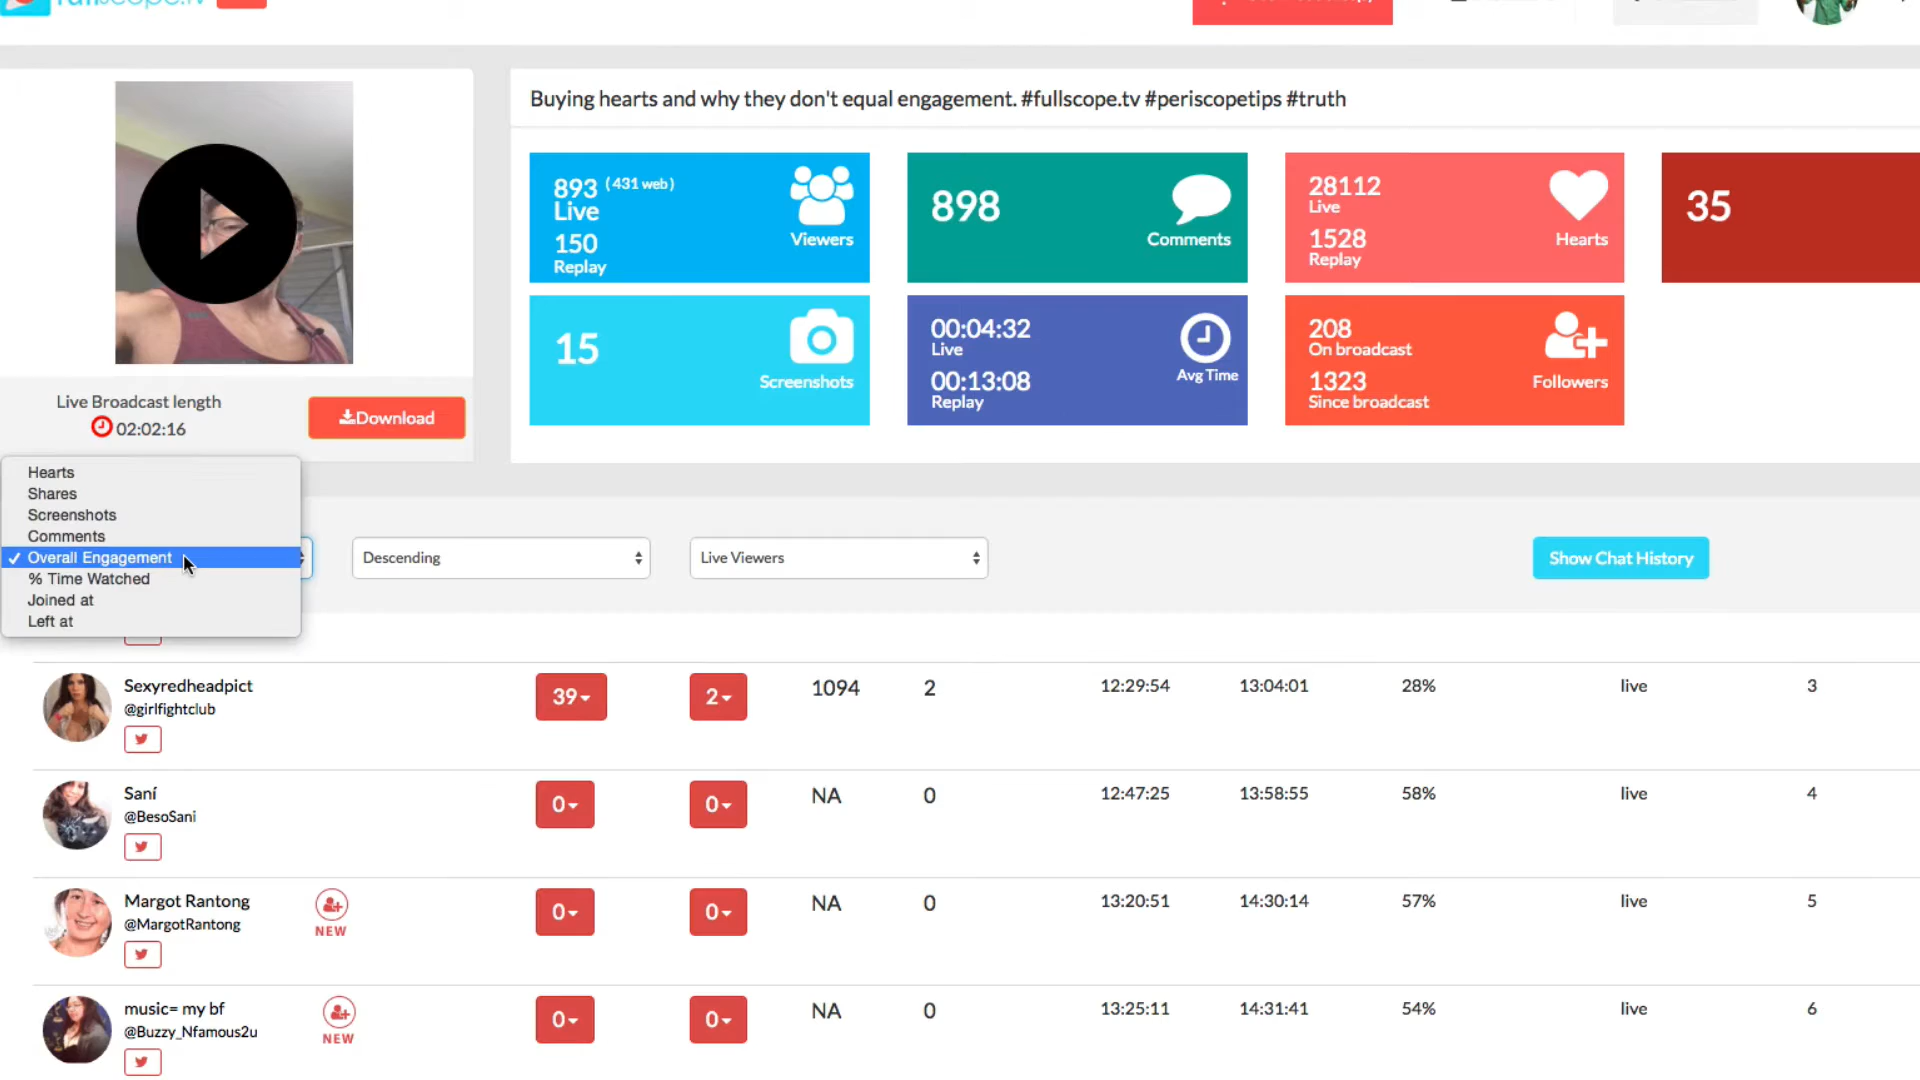 Buying hearts and why they don't equal engagement. #fullscope.tv #periscopetips #truth
893 (431 web)
Live
150
Replay
Viewers
898
Comments
28112
Live
1528
Replay
Hearts
35
15
Screenshots
00:04:32
Live
00:13:08
Replay
Avg Time
208
On broadcast
1323
Since broadcast
Followers
Live Broadcast length
02:02:16
Download
Hearts
Shares
Screenshots
Comments
✓ Overall Engagement
% Time Watched
Joined at
Left at
Descending
Live Viewers
Show Chat History
Sexyredheadpict
@girlfightclub
39 2 1094 2 12:29:54 13:04:01 28% live 3
Saní
@BesoSani
0 0 NA 0 12:47:25 13:58:55 58% live 4
Margot Rantong
@MargotRantong
NEW
0 0 NA 0 13:20:51 14:30:14 57% live 5
music= my bf
@Buzzy_Nfamous2u
NEW
0 0 NA 0 13:25:11 14:31:41 54% live 6